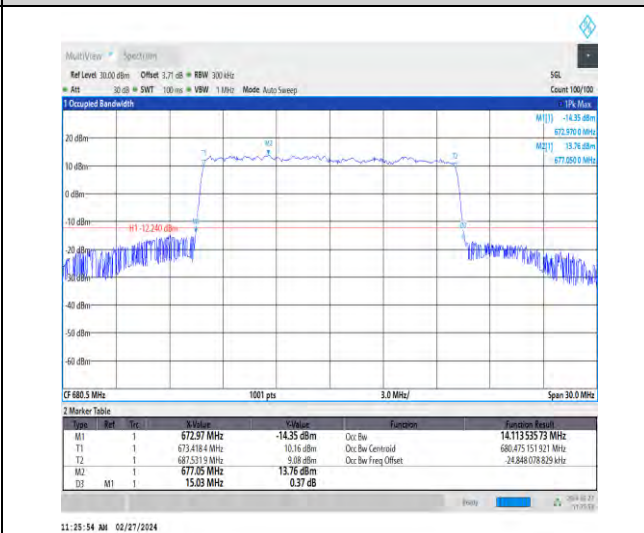 MultiView Spectrum
Ref Level 30.00 dBm Offset 3.71 dB RBW 300 kHz SGL
Att 30 dB SWT 100 ms VBW 1 MHz Mode Auto Sweep Count 100/100
1 Occupied Bandwidth 1Pk Max
M1[1] -14.35 dBm
672.970 0 MHz
M2[1] 13.76 dBm
677.050 0 MHz
20 dBm
T1 M2 T2
10 dBm
0 dBm
-10 dBm
H1 -12.240 dBm
-20 dBm
-30 dBm
-40 dBm
-50 dBm
-60 dBm
CF 680.5 MHz 1001 pts 3.0 MHz/ Span 30.0 MHz
2 Marker Table
Type Ref Trc X-Value Y-Value Function Function Result
M1 1 672.97 MHz -14.35 dBm Occ Bw 14.113 535 73 MHz
T1 1 673.418 4 MHz 10.16 dBm Occ Bw Centroid 680.475 151 921 MHz
T2 1 687.531 9 MHz 9.08 dBm Occ Bw Freq Offset -24.848 078 829 kHz
M2 1 677.05 MHz 13.76 dBm
D3 M1 1 15.03 MHz 0.37 dB
Ready
11:25:54 AM 02/27/2024